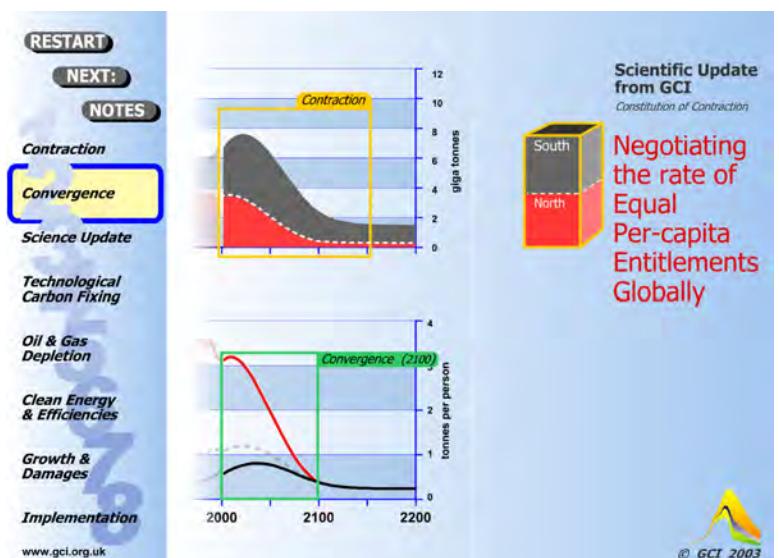 RESTART
NEXT:
NOTES
Contraction
Convergence
Science Update
Technological
Carbon Fixing
Oil & Gas
Depletion
Clean Energy
& Efficiencies
Growth &
Damages
Implementation
www.gci.org.uk
7
8
Contraction
12
10
8
6
4
2
0
giga tonnes
Convergence (2100)
4
3
2
1
0
tonnes per person
2000
2100
2200
Scientific Update
from GCI
Constitution of Contraction
South
North
Negotiating
the rate of
Equal
Per-capita
Entitlements
Globally
© GCI 2003